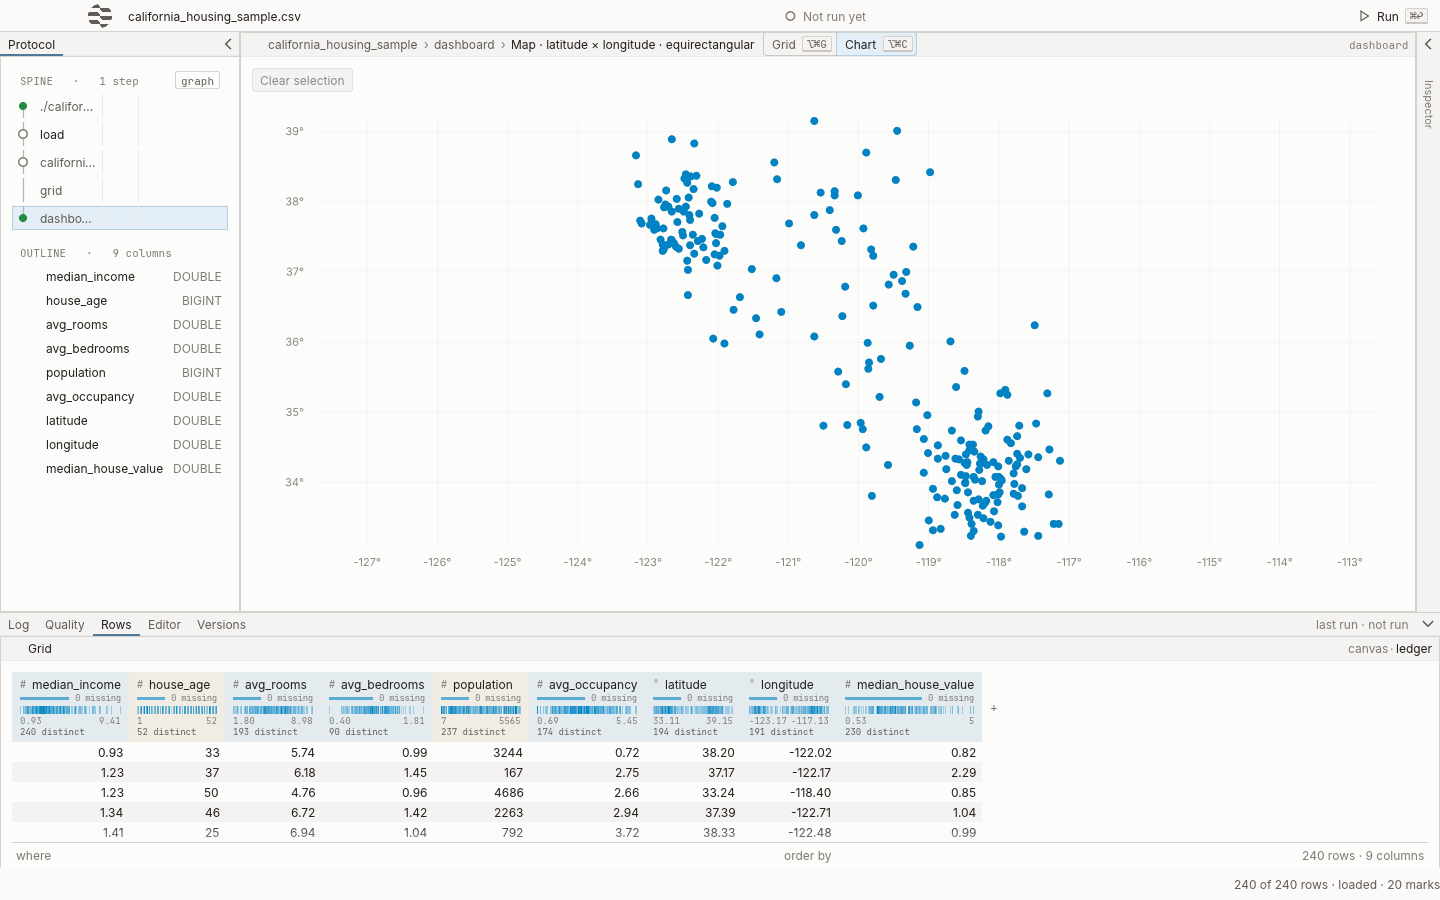 california_housing_sample.csv
Not run yet
Run ⌘⏎
Protocol
california_housing_sample › dashboard › Map · latitude × longitude · equirectangular
Grid ⌥⌘G
Chart ⌥⌘C
dashboard
Inspector
SPINE · 1 step
graph
./califor...
load
californi...
grid
dashbo...
OUTLINE · 9 columns
median_income DOUBLE
house_age BIGINT
avg_rooms DOUBLE
avg_bedrooms DOUBLE
population BIGINT
avg_occupancy DOUBLE
latitude DOUBLE
longitude DOUBLE
median_house_value DOUBLE
Clear selection
39°
38°
37°
36°
35°
34°
-127° -126° -125° -124° -123° -122° -121° -120° -119° -118° -117° -116° -115° -114° -113°
Log Quality Rows Editor Versions
last run · not run
Grid
canvas · ledger
# median_income # house_age # avg_rooms # avg_bedrooms # population # avg_occupancy ° latitude ° longitude # median_house_value
0 missing 0 missing 0 missing 0 missing 0 missing 0 missing 0 missing 0 missing 0 missing
+
0.93 9.41 1 52 1.80 8.98 0.40 1.81 7 5565 0.69 5.45 33.11 39.15 -123.17 -117.13 0.53 5
240 distinct 52 distinct 193 distinct 90 distinct 237 distinct 174 distinct 194 distinct 191 distinct 230 distinct
0.93 33 5.74 0.99 3244 0.72 38.20 -122.02 0.82
1.23 37 6.18 1.45 167 2.75 37.17 -122.17 2.29
1.23 50 4.76 0.96 4686 2.66 33.24 -118.40 0.85
1.34 46 6.72 1.42 2263 2.94 37.39 -122.71 1.04
1.41 25 6.94 1.04 792 3.72 38.33 -122.48 0.99
where
order by
240 rows · 9 columns
240 of 240 rows · loaded · 20 marks